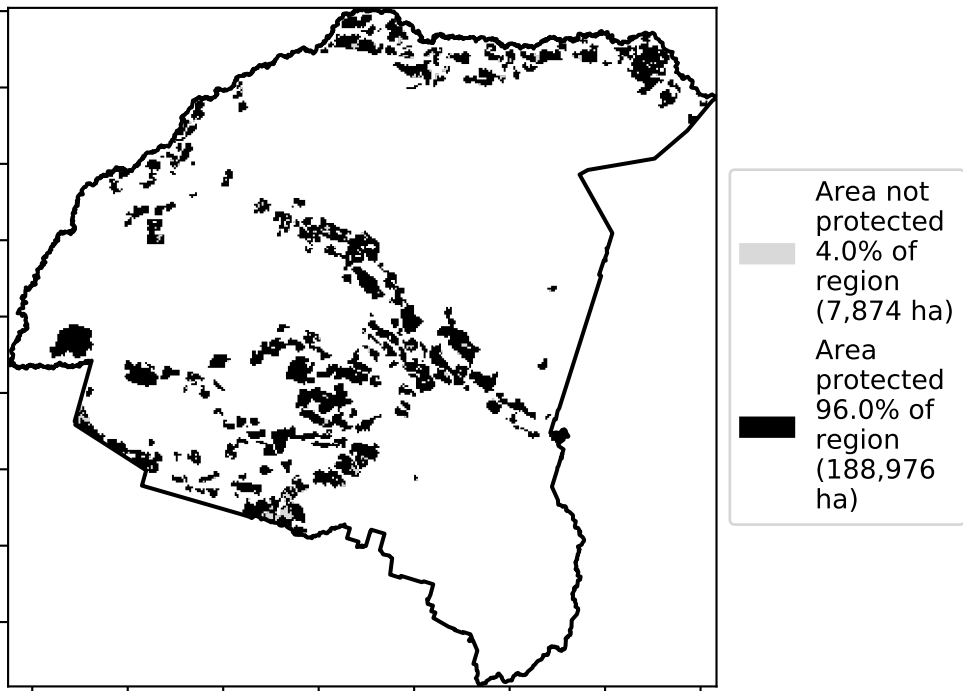 Area not
protected
4.0% of
region
(7,874 ha)
Area
protected
96.0% of
region
(188,976
ha)